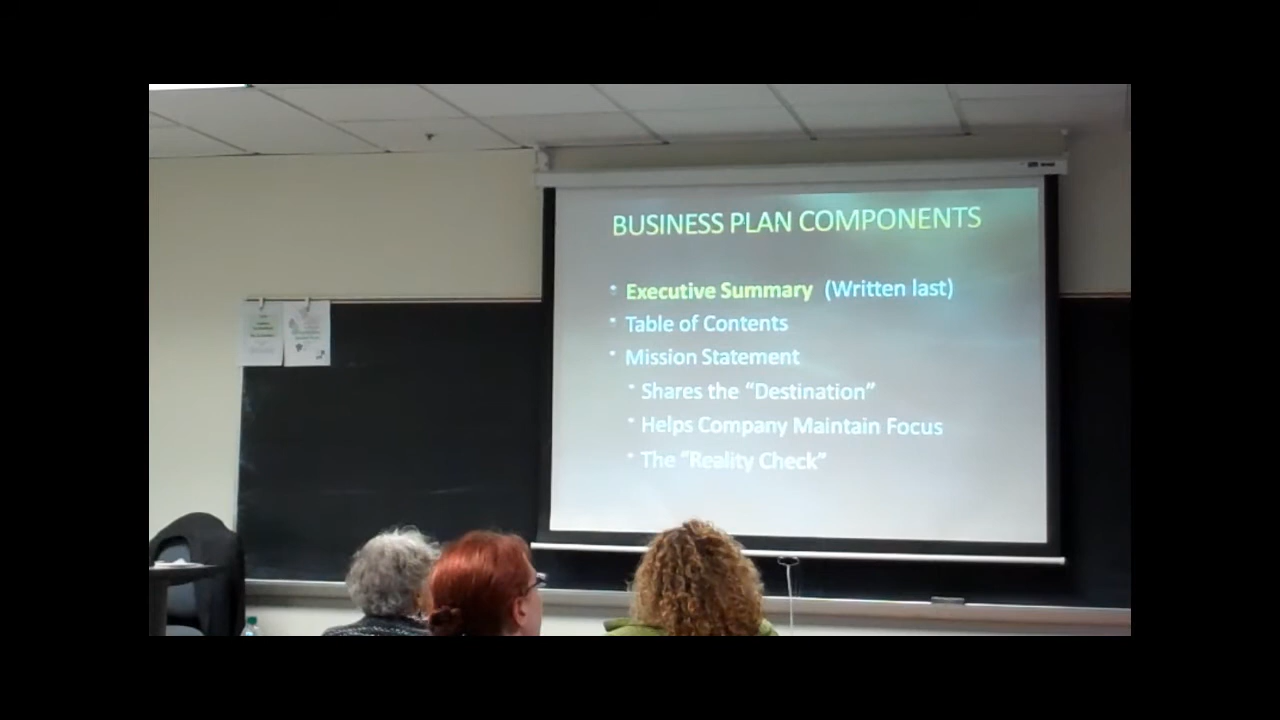 BUSINESS PLAN COMPONENTS
Executive Summary (Written last)
Table of Contents
Mission Statement
Shares the “Destination”
Helps Company Maintain Focus
The “Reality Check”